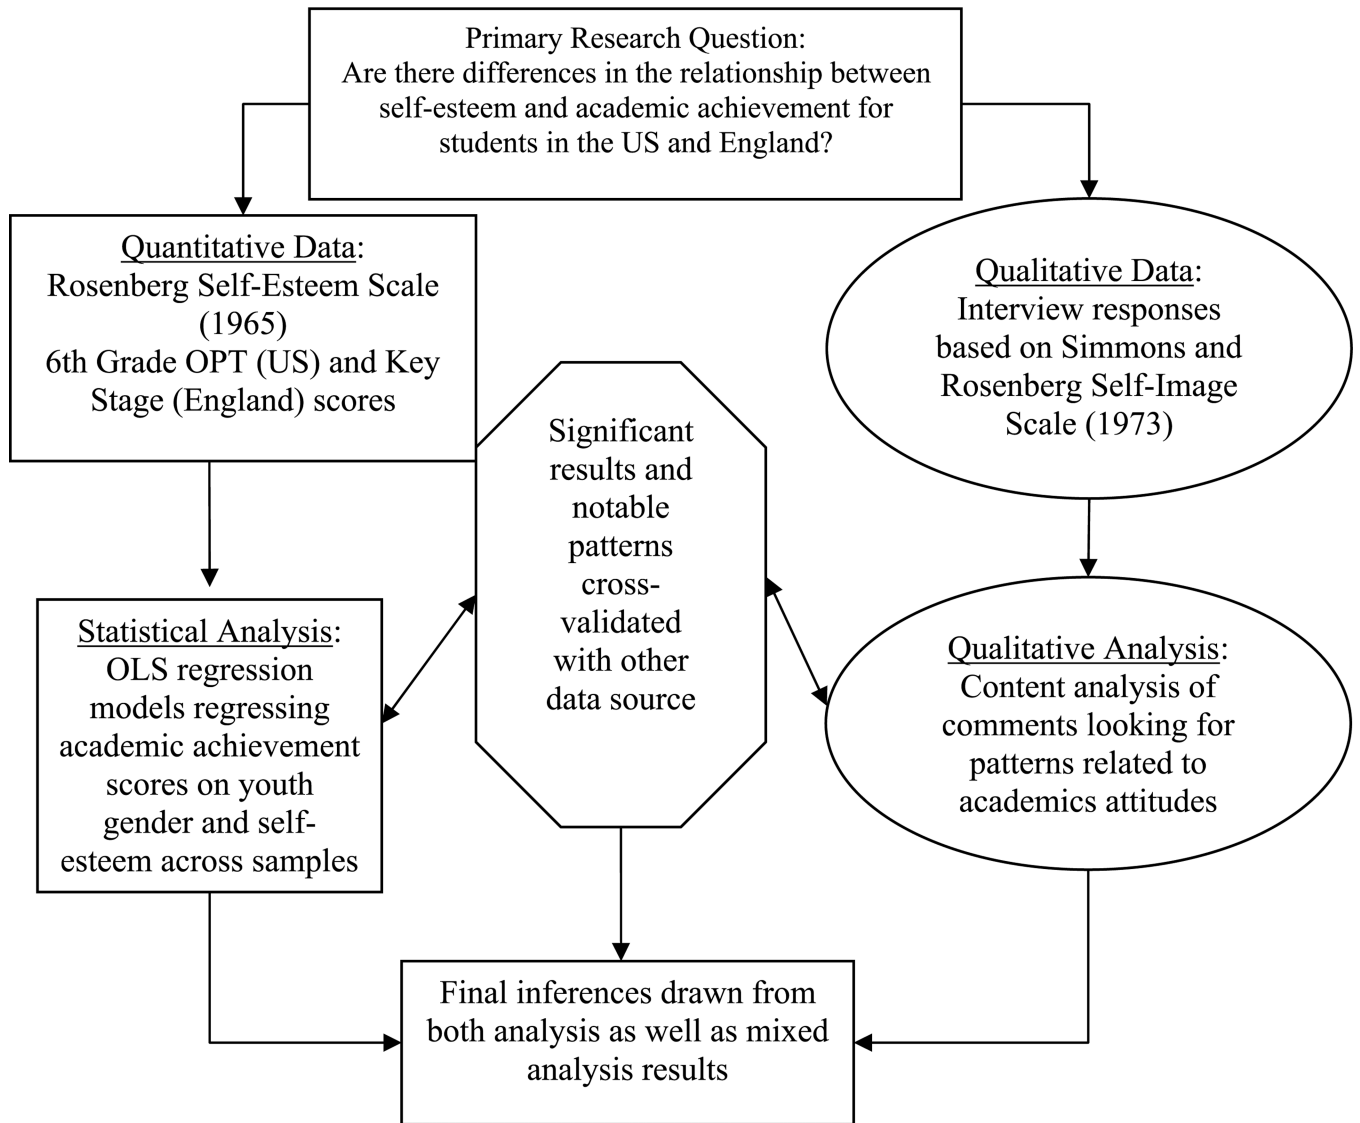 Primary Research Question:
Are there differences in the relationship between
self-esteem and academic achievement for
students in the US and England?
Quantitative Data:
Rosenberg Self-Esteem Scale
(1965)
6th Grade OPT (US) and Key
Stage (England) scores
Qualitative Data:
Interview responses
based on Simmons and
Rosenberg Self-Image
Scale (1973)
Significant
results and
notable
patterns
cross-
validated
with other
data source
Statistical Analysis:
OLS regression
models regressing
academic achievement
scores on youth
gender and self-
esteem across samples
Qualitative Analysis:
Content analysis of
comments looking for
patterns related to
academics attitudes
Final inferences drawn from
both analysis as well as mixed
analysis results